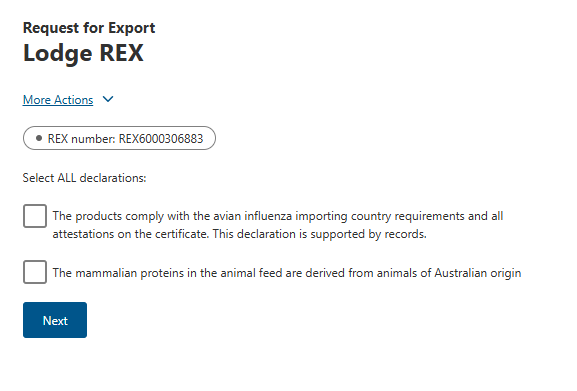 Request for Export
Lodge REX
More Actions
REX number: REX6000306883
Select ALL declarations:
The products comply with the avian influenza importing country requirements and all
attestations on the certificate. This declaration is supported by records.
The mammalian proteins in the animal feed are derived from animals of Australian origin
Next